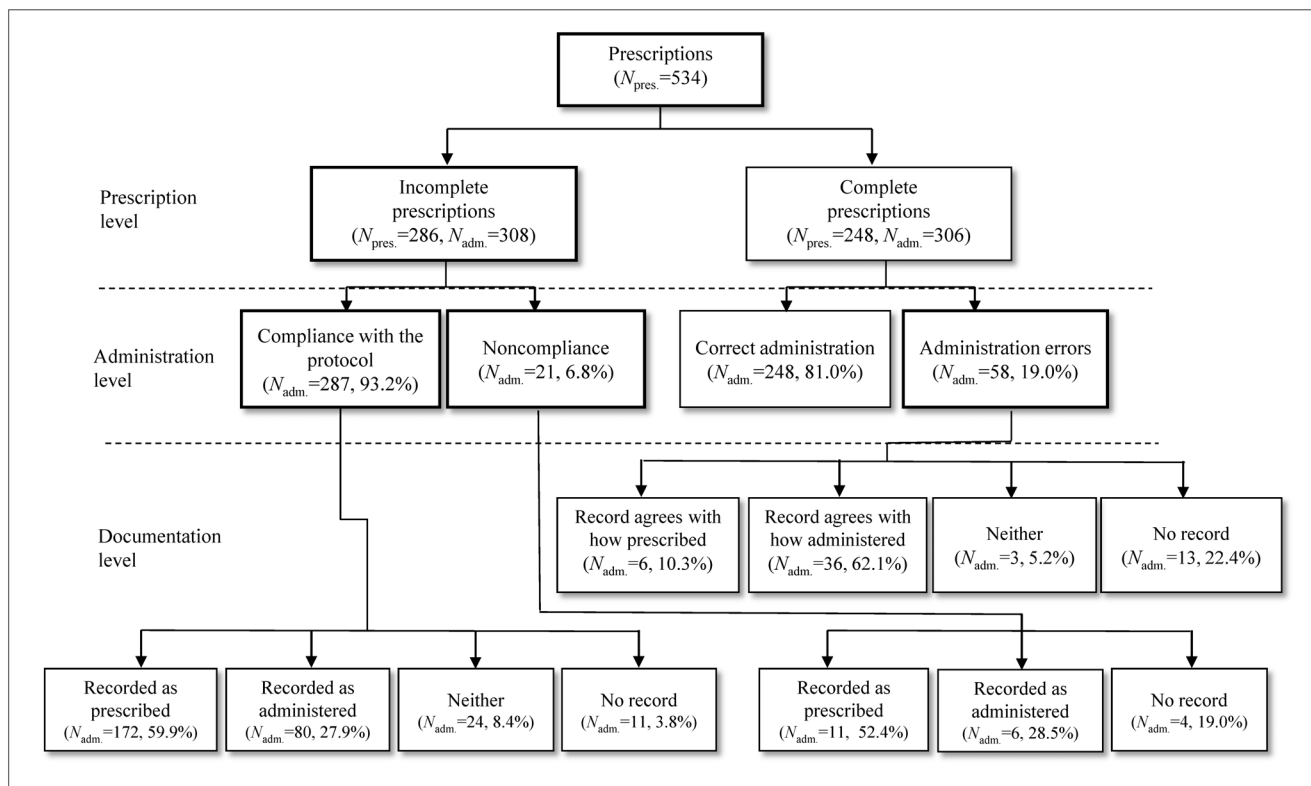 Prescriptions
(Npres.=534)
Prescription
level
Incomplete
prescriptions
(Npres.=286, Nadm.=308)
Complete
prescriptions
(Npres.=248, Nadm.=306)
Administration
level
Compliance with the
protocol
(Nadm.=287, 93.2%)
Noncompliance
(Nadm.=21, 6.8%)
Correct administration
(Nadm.=248, 81.0%)
Administration errors
(Nadm.=58, 19.0%)
Documentation
level
Record agrees with
how prescribed
(Nadm.=6, 10.3%)
Record agrees with
how administered
(Nadm.=36, 62.1%)
Neither
(Nadm.=3, 5.2%)
No record
(Nadm.=13, 22.4%)
Recorded as
prescribed
(Nadm.=172, 59.9%)
Recorded as
administered
(Nadm.=80, 27.9%)
Neither
(Nadm.=24, 8.4%)
No record
(Nadm.=11, 3.8%)
Recorded as
prescribed
(Nadm.=11, 52.4%)
Recorded as
administered
(Nadm.=6, 28.5%)
No record
(Nadm.=4, 19.0%)